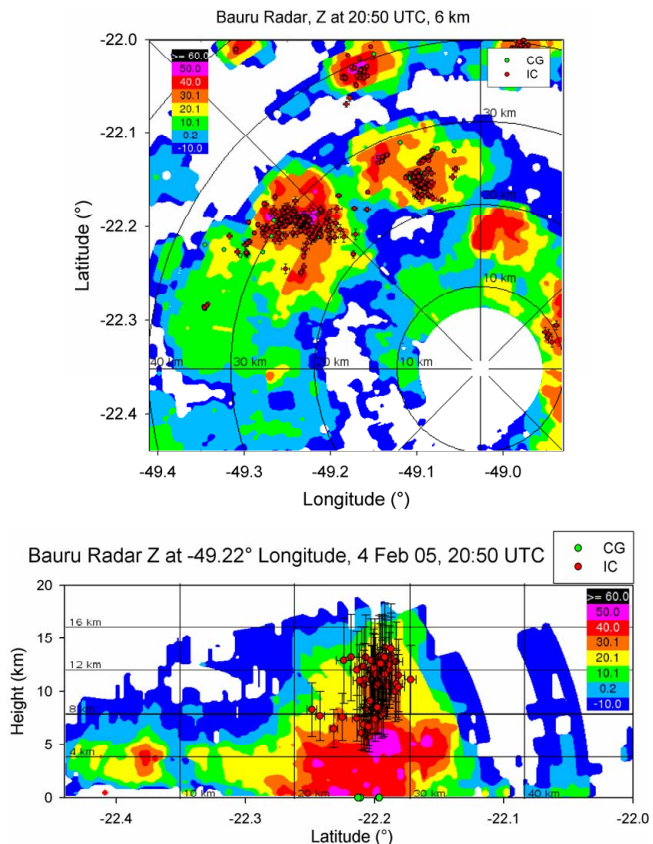 Bauru Radar, Z at 20:50 UTC, 6 km
-22.0
-22.1
-22.2
-22.3
-22.4
Latitude (°)
>= 60.0
50.0
40.0
30.1
20.1
10.1
0.2
-10.0
CG
IC
30 km
10 km
40 km
30 km
20 km
10 km
-49.4
-49.3
-49.2
-49.1
-49.0
Longitude (°)
CG
IC
Bauru Radar Z at -49.22° Longitude, 4 Feb 05, 20:50 UTC
20
15
10
5
0
Height (km)
16 km
12 km
8 km
4 km
>= 60.0
50.0
40.0
30.1
20.1
10.1
0.2
-10.0
10 km
20 km
30 km
40 km
-22.4
-22.3
-22.2
-22.1
-22.0
Latitude (°)